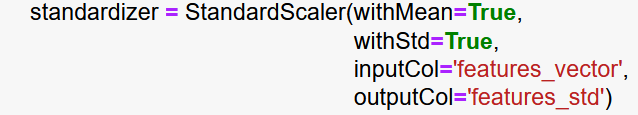 standardizer = StandardScaler(withMean=True,
withStd=True,
inputCol='features_vector',
outputCol='features_std')